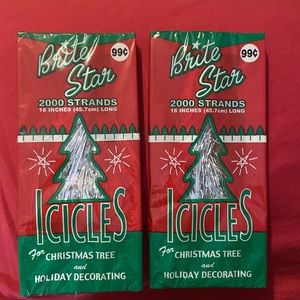 99¢
Brite
Star
2000 STRANDS
18 INCHES (45.7cm) LONG
ICICLES
For
CHRISTMAS TREE
and
HOLIDAY DECORATING
99¢
Brite
Star
2000 STRANDS
18 INCHES (45.7cm) LONG
ICICLES
For
CHRISTMAS TREE
and
HOLIDAY DECORATING